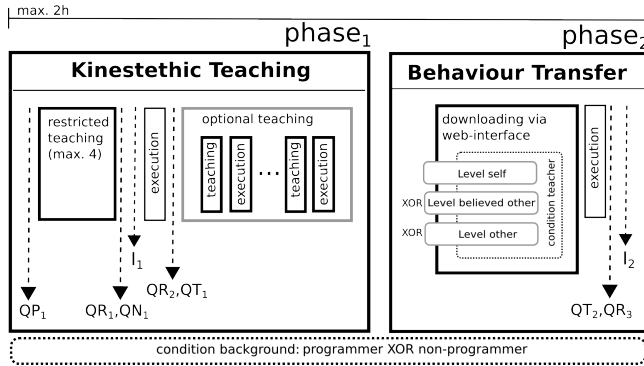 max. 2h
phase1
phase2
Kinestethic Teaching
Behaviour Transfer
restricted
teaching
(max. 4)
execution
optional teaching
teaching
execution
...
teaching
execution
downloading via
web-interface
Level self
XOR Level believed other
XOR Level other
condition teacher
execution
I1
I2
QR2,QT1
QP1
QR1,QN1
QT2,QR3
condition background: programmer XOR non-programmer